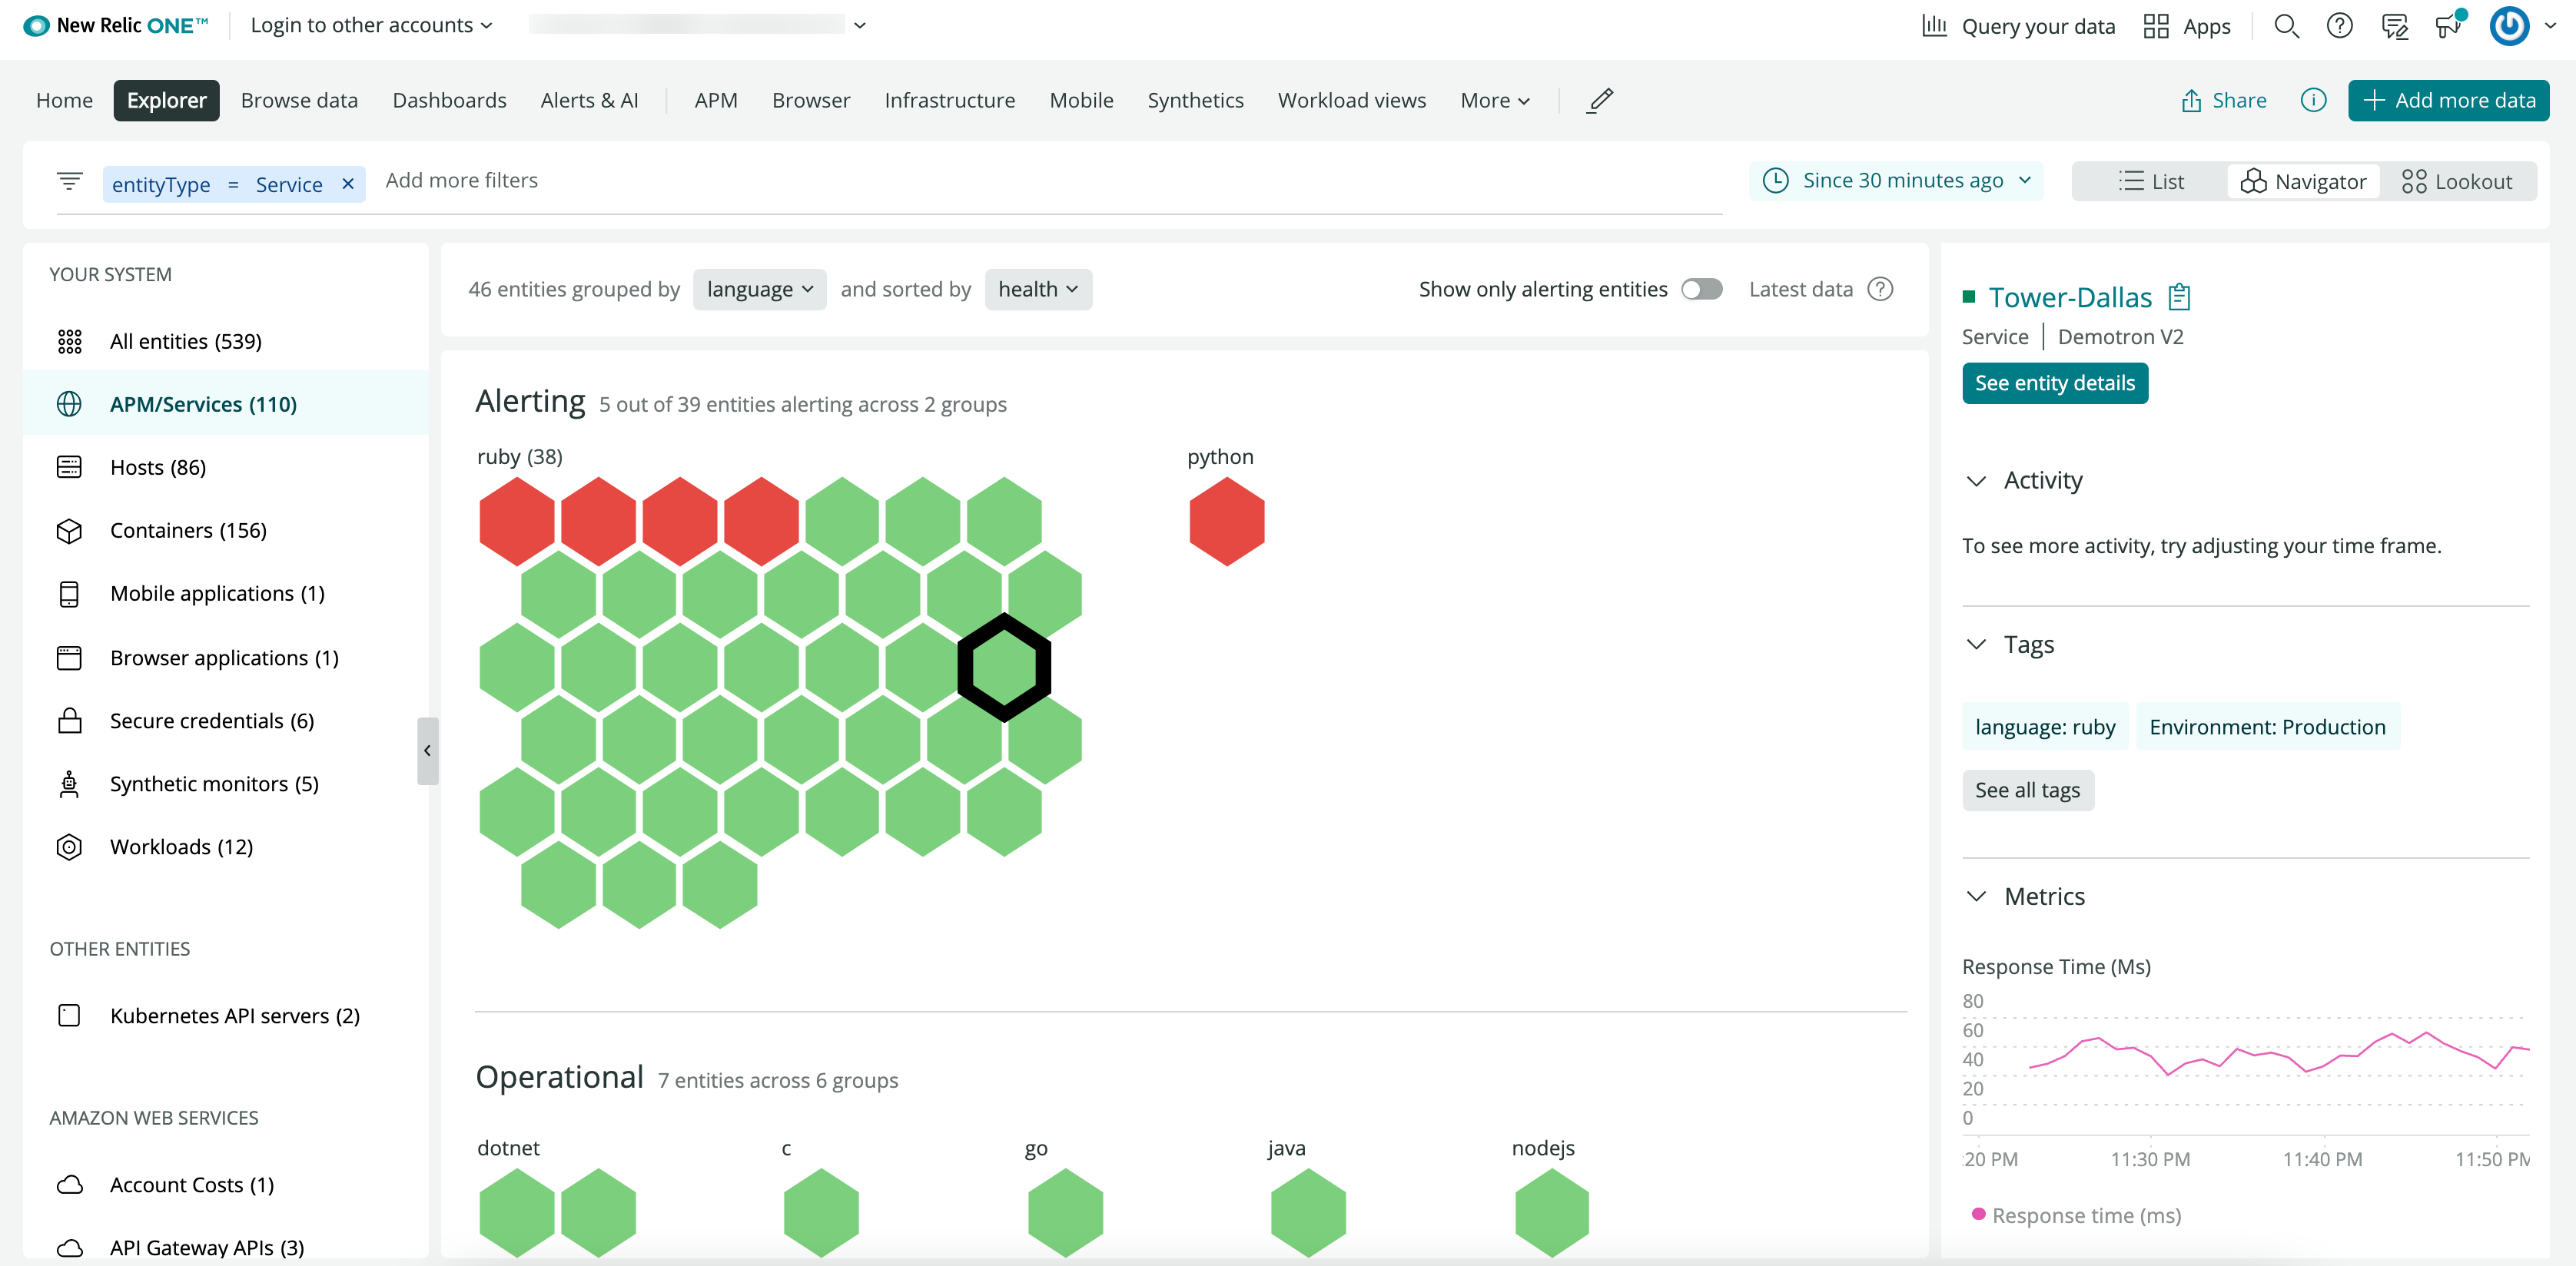 New Relic ONE™
Login to other accounts
Query your data
Apps
Home
Explorer
Browse data
Dashboards
Alerts & AI
APM
Browser
Infrastructure
Mobile
Synthetics
Workload views
More
Share
Add more data
entityType = Service ×
Add more filters
Since 30 minutes ago
List
Navigator
Lookout
YOUR SYSTEM
All entities (539)
APM/Services (110)
Hosts (86)
Containers (156)
Mobile applications (1)
Browser applications (1)
Secure credentials (6)
Synthetic monitors (5)
Workloads (12)
OTHER ENTITIES
Kubernetes API servers (2)
AMAZON WEB SERVICES
Account Costs (1)
API Gateway APIs (3)
46 entities grouped by language and sorted by health
Show only alerting entities
Latest data ?
Alerting 5 out of 39 entities alerting across 2 groups
ruby (38)
python
Operational 7 entities across 6 groups
dotnet
c
go
java
nodejs
Tower-Dallas
Service | Demotron V2
See entity details
Activity
To see more activity, try adjusting your time frame.
Tags
language: ruby
Environment: Production
See all tags
Metrics
Response Time (Ms)
80
60
40
20
0
:20 PM
11:30 PM
11:40 PM
11:50 PM
Response time (ms)